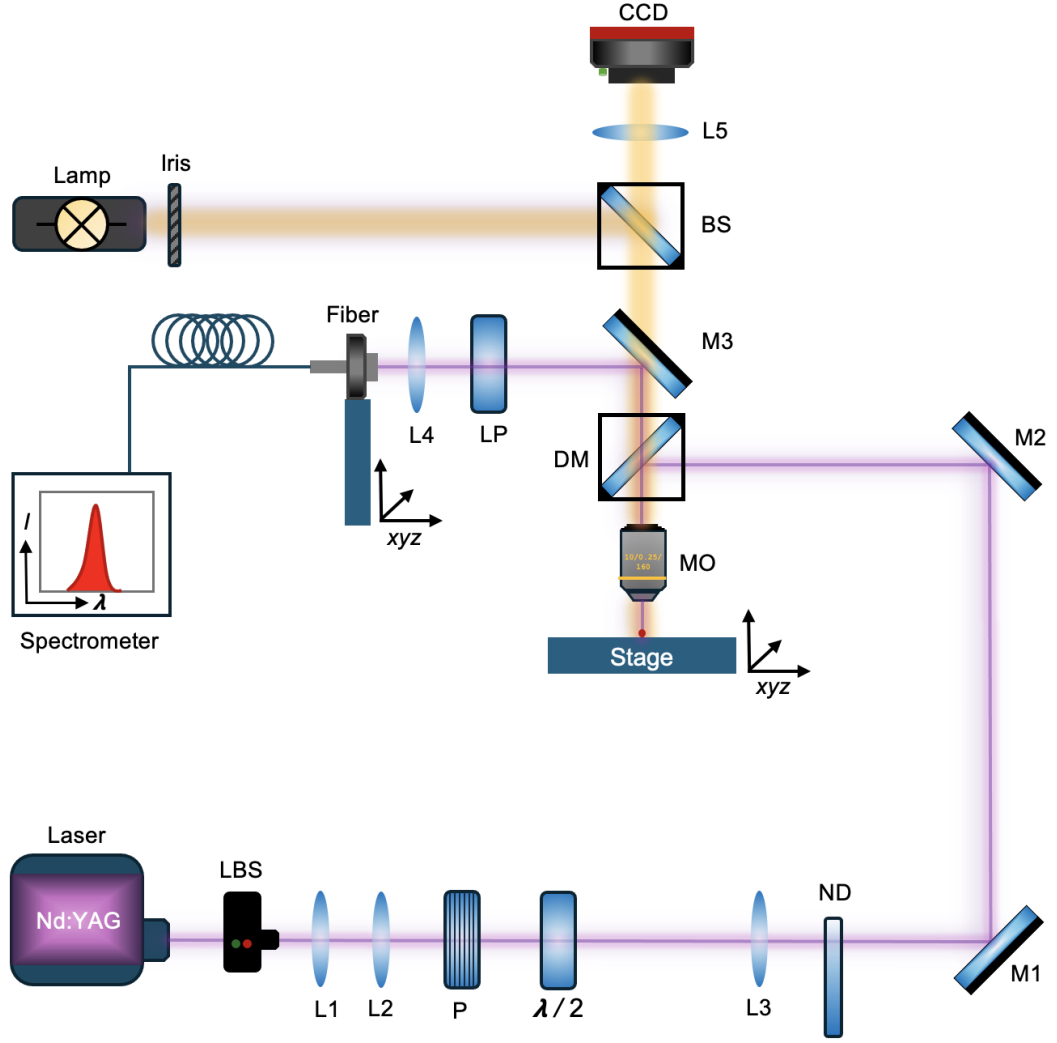 CCD
L5
Lamp
Iris
BS
Fiber
M3
L4
LP
DM
M2
xyz
10/0.25/
160
MO
I
λ
Spectrometer
Stage
xyz
Laser
LBS
Nd:YAG
ND
L1
L2
P
λ/2
L3
M1